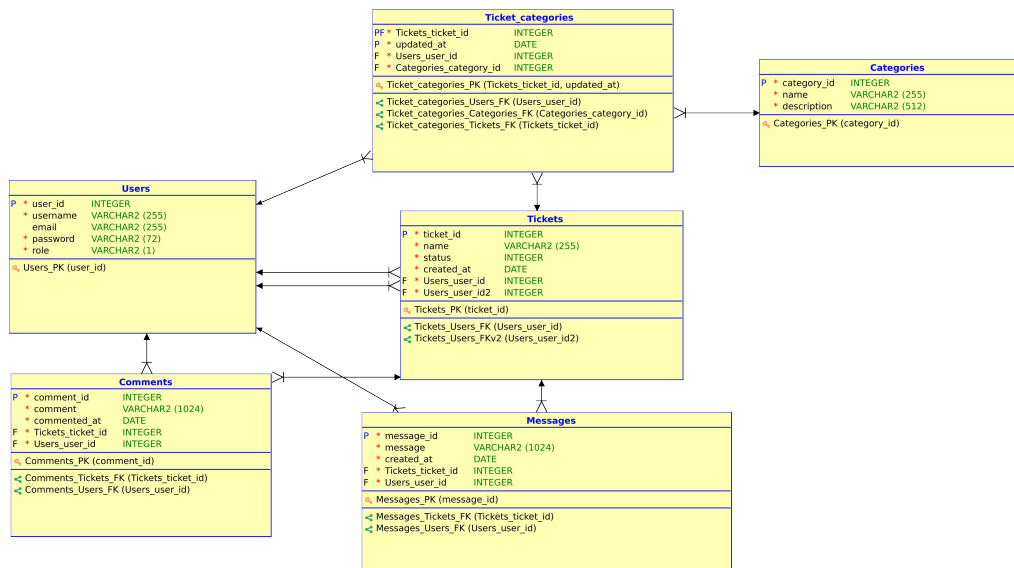 Ticket_categories
PF * Tickets_ticket_id INTEGER
P * updated_at DATE
F * Users_user_id INTEGER
F * Categories_category_id INTEGER
Ticket_categories_PK (Tickets_ticket_id, updated_at)
Ticket_categories_Users_FK (Users_user_id)
Ticket_categories_Categories_FK (Categories_category_id)
Ticket_categories_Tickets_FK (Tickets_ticket_id)
Categories
P * category_id INTEGER
* name VARCHAR2 (255)
* description VARCHAR2 (512)
Categories_PK (category_id)
Users
P * user_id INTEGER
* username VARCHAR2 (255)
email VARCHAR2 (255)
* password VARCHAR2 (72)
* role VARCHAR2 (1)
Users_PK (user_id)
Tickets
P * ticket_id INTEGER
* name VARCHAR2 (255)
* status INTEGER
* created_at DATE
F * Users_user_id INTEGER
F * Users_user_id2 INTEGER
Tickets_PK (ticket_id)
Tickets_Users_FK (Users_user_id)
Tickets_Users_FKv2 (Users_user_id2)
Comments
P * comment_id INTEGER
* comment VARCHAR2 (1024)
* commented_at DATE
F * Tickets_ticket_id INTEGER
F * Users_user_id INTEGER
Comments_PK (comment_id)
Comments_Tickets_FK (Tickets_ticket_id)
Comments_Users_FK (Users_user_id)
Messages
P * message_id INTEGER
* message VARCHAR2 (1024)
* created_at DATE
F * Tickets_ticket_id INTEGER
F * Users_user_id INTEGER
Messages_PK (message_id)
Messages_Tickets_FK (Tickets_ticket_id)
Messages_Users_FK (Users_user_id)